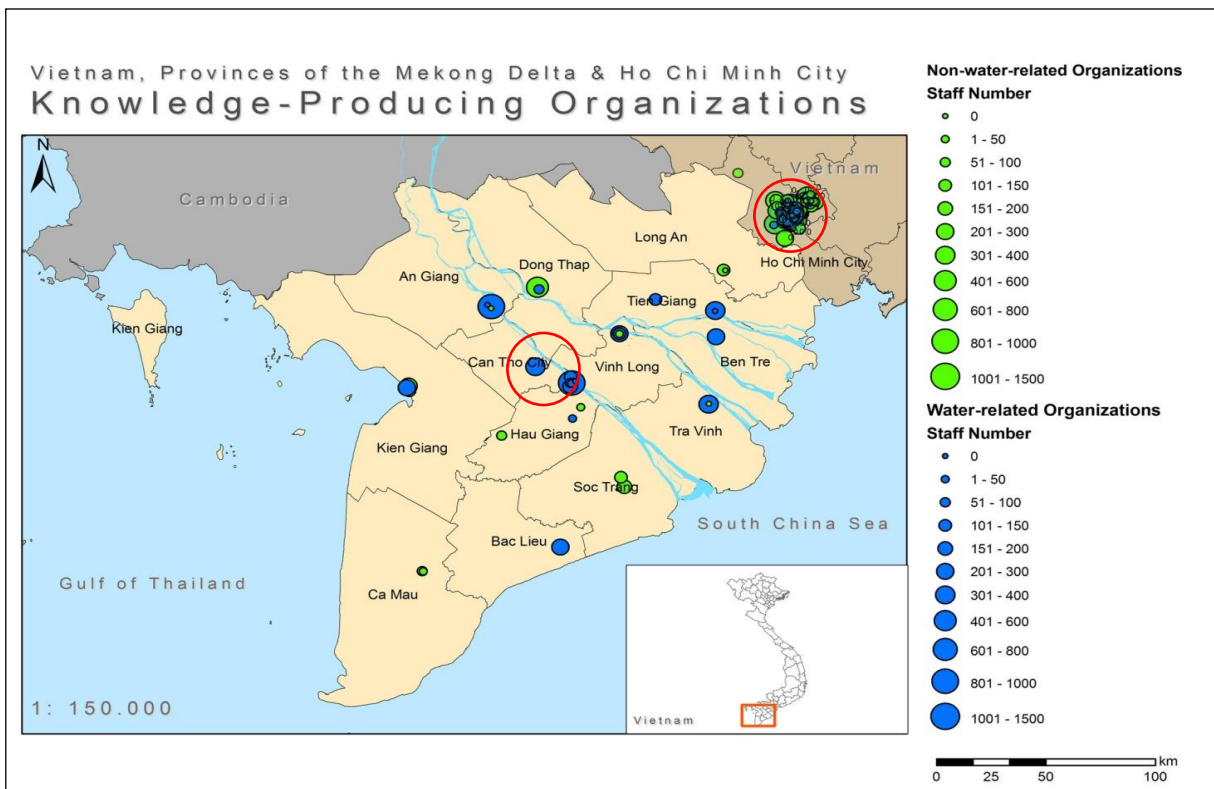 Vietnam, Provinces of the Mekong Delta & Ho Chi Minh City
Knowledge-Producing Organizations
N
Cambodia
Vietnam
Long An
Ho Chi Minh City
An Giang
Dong Thap
Tien Giang
Kien Giang
Can Tho City
Vinh Long
Ben Tre
Kien Giang
Hau Giang
Tra Vinh
Soc Trang
South China Sea
Bac Lieu
Gulf of Thailand
Ca Mau
1: 150.000
Vietnam
Non-water-related Organizations
Staff Number
0
1 - 50
51 - 100
101 - 150
151 - 200
201 - 300
301 - 400
401 - 600
601 - 800
801 - 1000
1001 - 1500
Water-related Organizations
Staff Number
0
1 - 50
51 - 100
101 - 150
151 - 200
201 - 300
301 - 400
401 - 600
601 - 800
801 - 1000
1001 - 1500
km
0 25 50 100